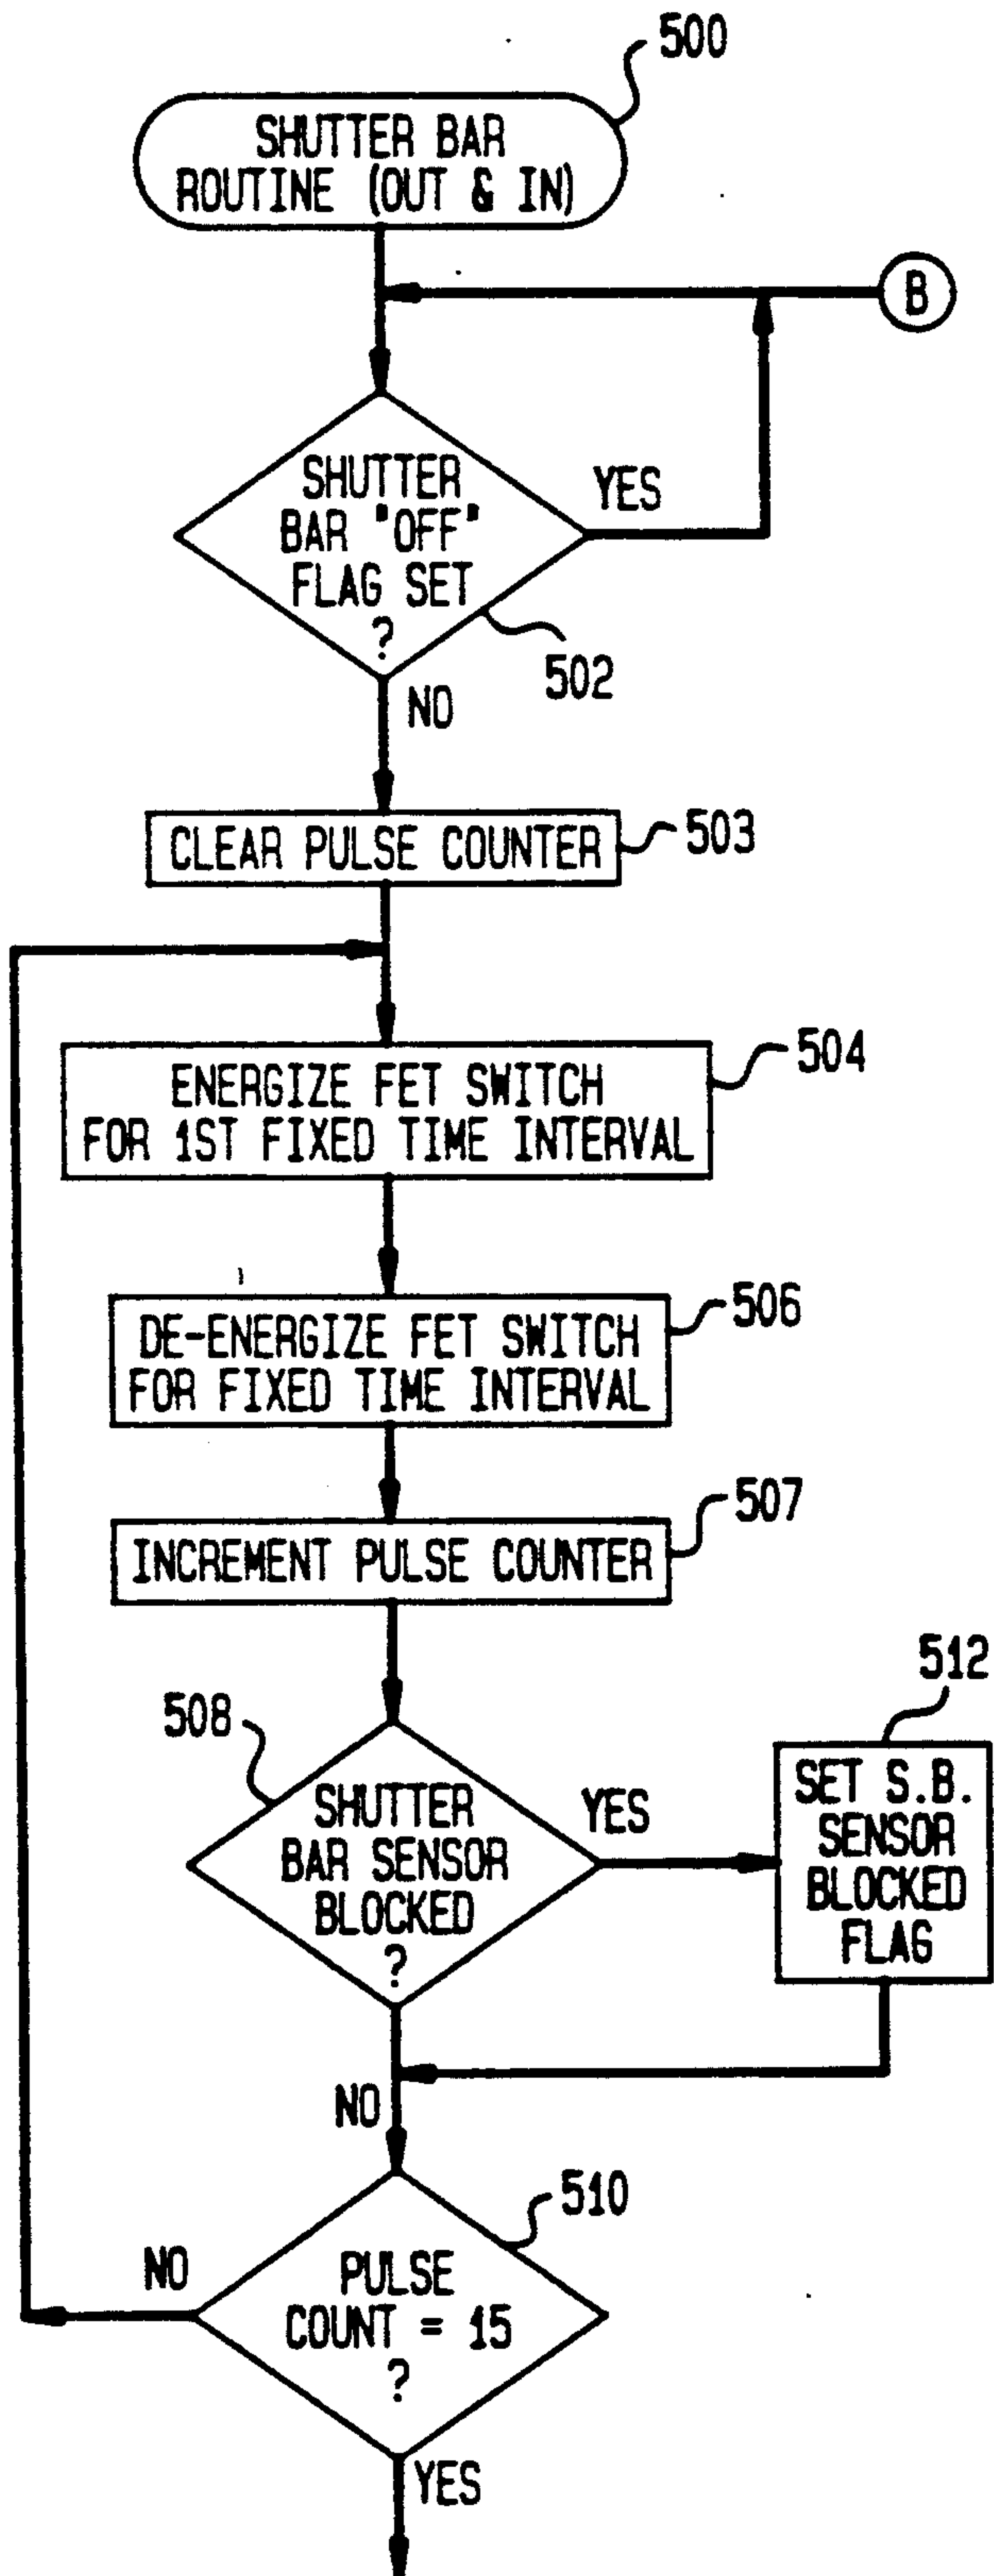 500
SHUTTER BAR
ROUTINE (OUT & IN)
B
SHUTTER
BAR "OFF"
FLAG SET
?
YES
502
NO
CLEAR PULSE COUNTER
503
504
ENERGIZE FET SWITCH
FOR 1ST FIXED TIME INTERVAL
506
DE-ENERGIZE FET SWITCH
FOR FIXED TIME INTERVAL
507
INCREMENT PULSE COUNTER
512
508
SHUTTER
BAR SENSOR
BLOCKED
?
YES
SET S.B.
SENSOR
BLOCKED
FLAG
NO
510
NO
PULSE
COUNT = 15
?
YES